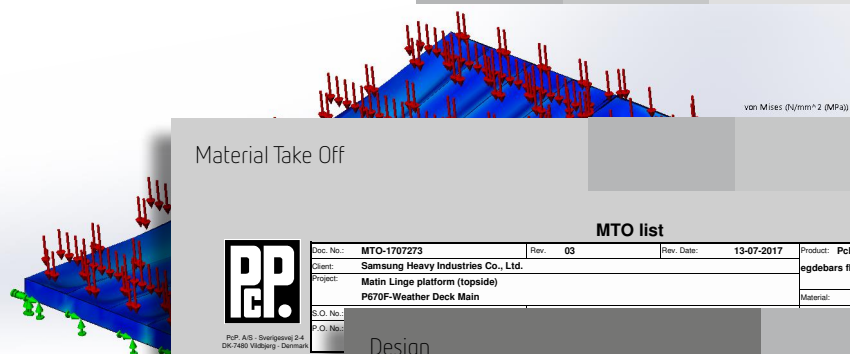 von Mises (N/mm^2 (MPa))
Material Take Off
MTO list
Doc. No.: MTO-1707273 Rev. 03 Rev. Date: 13-07-2017 Product:
Client: Samsung Heavy Industries Co., Ltd.
Project: Matin Linge platform (topside)
P670F-Weather Deck Main
Material:
S.O. No.:
P.O. No.:
PcP.
PcP. A/S - Sverigesvej 2-4
DK-7480 Vildbjerg - Denmark
Design